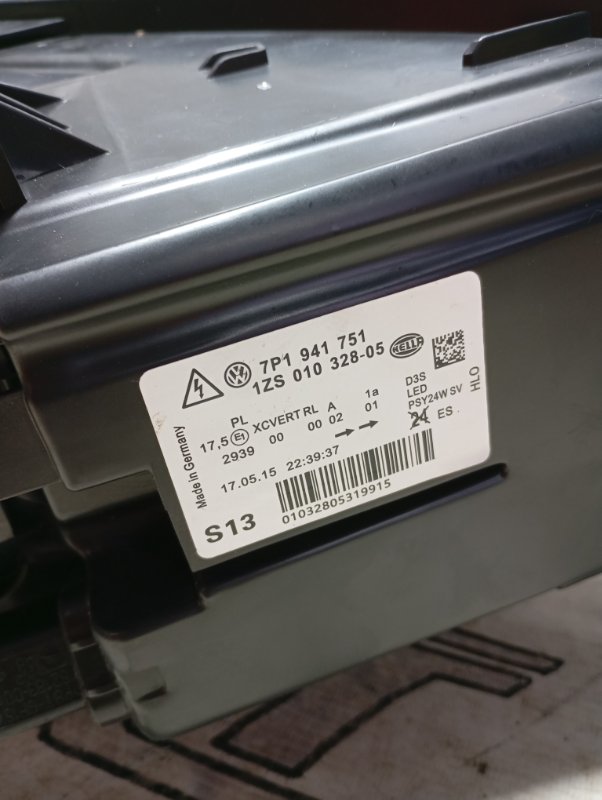 7P1 941 751
1ZS 010 328-05
HELLA
Made in Germany
PL
17,5 E1 XCVERT RL A 1a
2939 00 00 02 01
D3S
LED
PSY24W SV
24 ES
HLO
17.05.15 22:39:37
S13
01032805319915